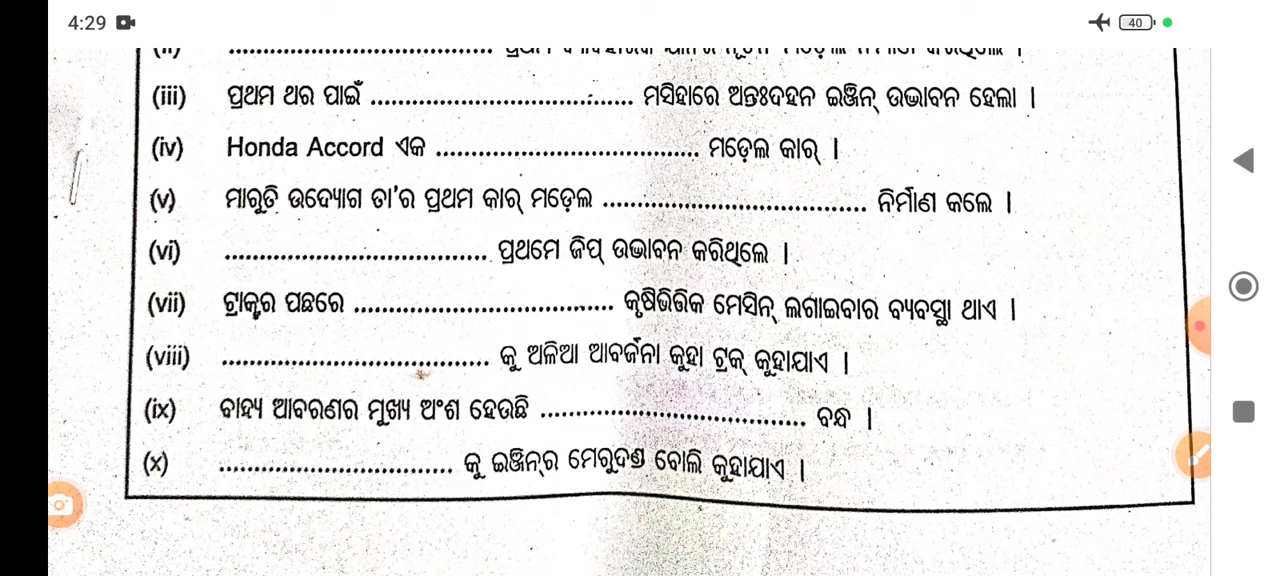 4:29
40
(iii) ପ୍ରଥମ ଥର ପାଇଁ .................................... ମସିହାରେ ଅନ୍ତଃଦହନ ଇଞ୍ଜିନ୍ ଉଦ୍ଭାବନ ହେଲା ।
(iv) Honda Accord ଏକ .................................... ମଡ଼େଲ କାର୍ ।
(v) ମାରୁତି ଉଦ୍ୟୋଗ ତା'ର ପ୍ରଥମ କାର୍ ମଡ଼େଲ .................................... ନିର୍ମାଣ କଲେ ।
(vi) .................................... ପ୍ରଥମେ ଜିପ୍ ଉଦ୍ଭାବନ କରିଥିଲେ ।
(vii) ଟ୍ରାକ୍ଟର ପଛରେ .................................... କୃଷିଭିତ୍ତିକ ମେସିନ୍ ଲଗାଇବାର ବ୍ୟବସ୍ଥା ଥାଏ ।
(viii) .................................... କୁ ଅଳିଆ ଆବର୍ଜନା କୁହା ଟ୍ରକ୍ କୁହାଯାଏ ।
(ix) ବାହ୍ୟ ଆବରଣର ମୁଖ୍ୟ ଅଂଶ ହେଉଛି .................................... ବନ୍ଧ ।
(x) .................................... କୁ ଇଞ୍ଜିନ୍‌ର ମେରୁଦଣ୍ଡ ବୋଲି କୁହାଯାଏ ।